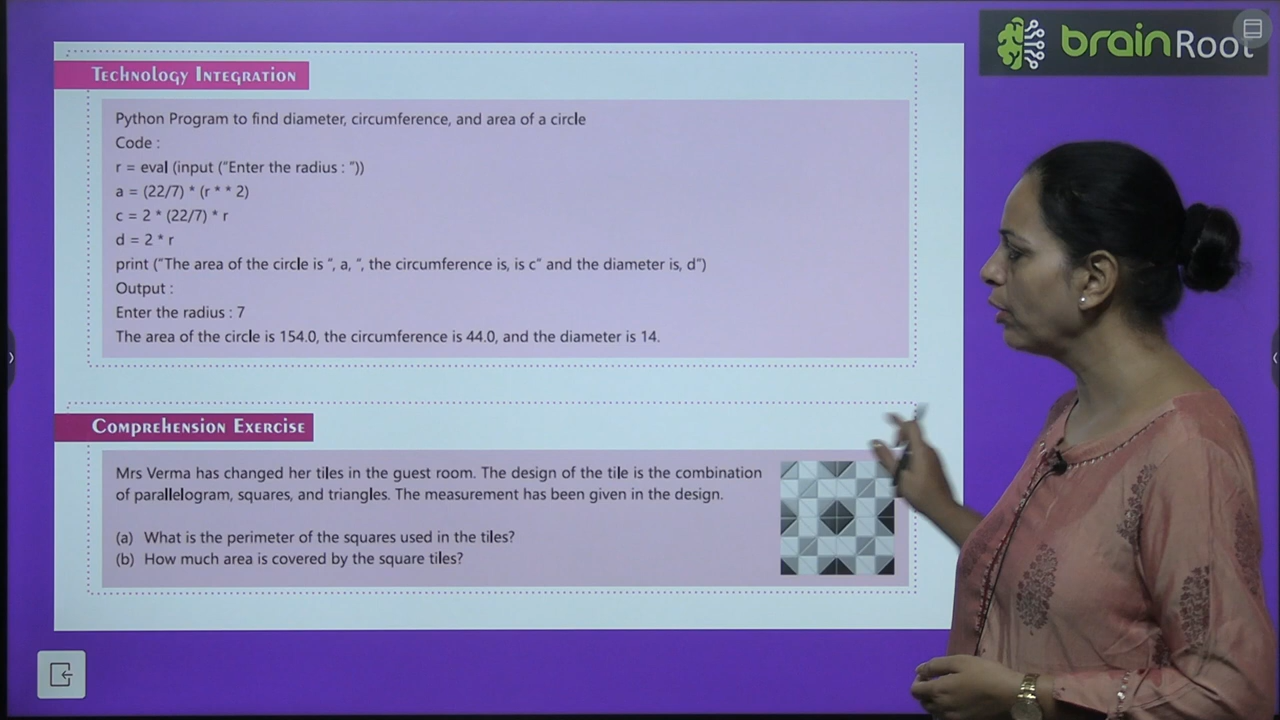 brainRoot
Technology Integration
Python Program to find diameter, circumference, and area of a circle
Code :
r = eval (input (“Enter the radius : ”))
a = (22/7) * (r * * 2)
c = 2 * (22/7) * r
d = 2 * r
print (“The area of the circle is “, a, “, the circumference is, is c” and the diameter is, d”)
Output :
Enter the radius : 7
The area of the circle is 154.0, the circumference is 44.0, and the diameter is 14.
Comprehension Exercise
Mrs Verma has changed her tiles in the guest room. The design of the tile is the combination
of parallelogram, squares, and triangles. The measurement has been given in the design.
(a) What is the perimeter of the squares used in the tiles?
(b) How much area is covered by the square tiles?